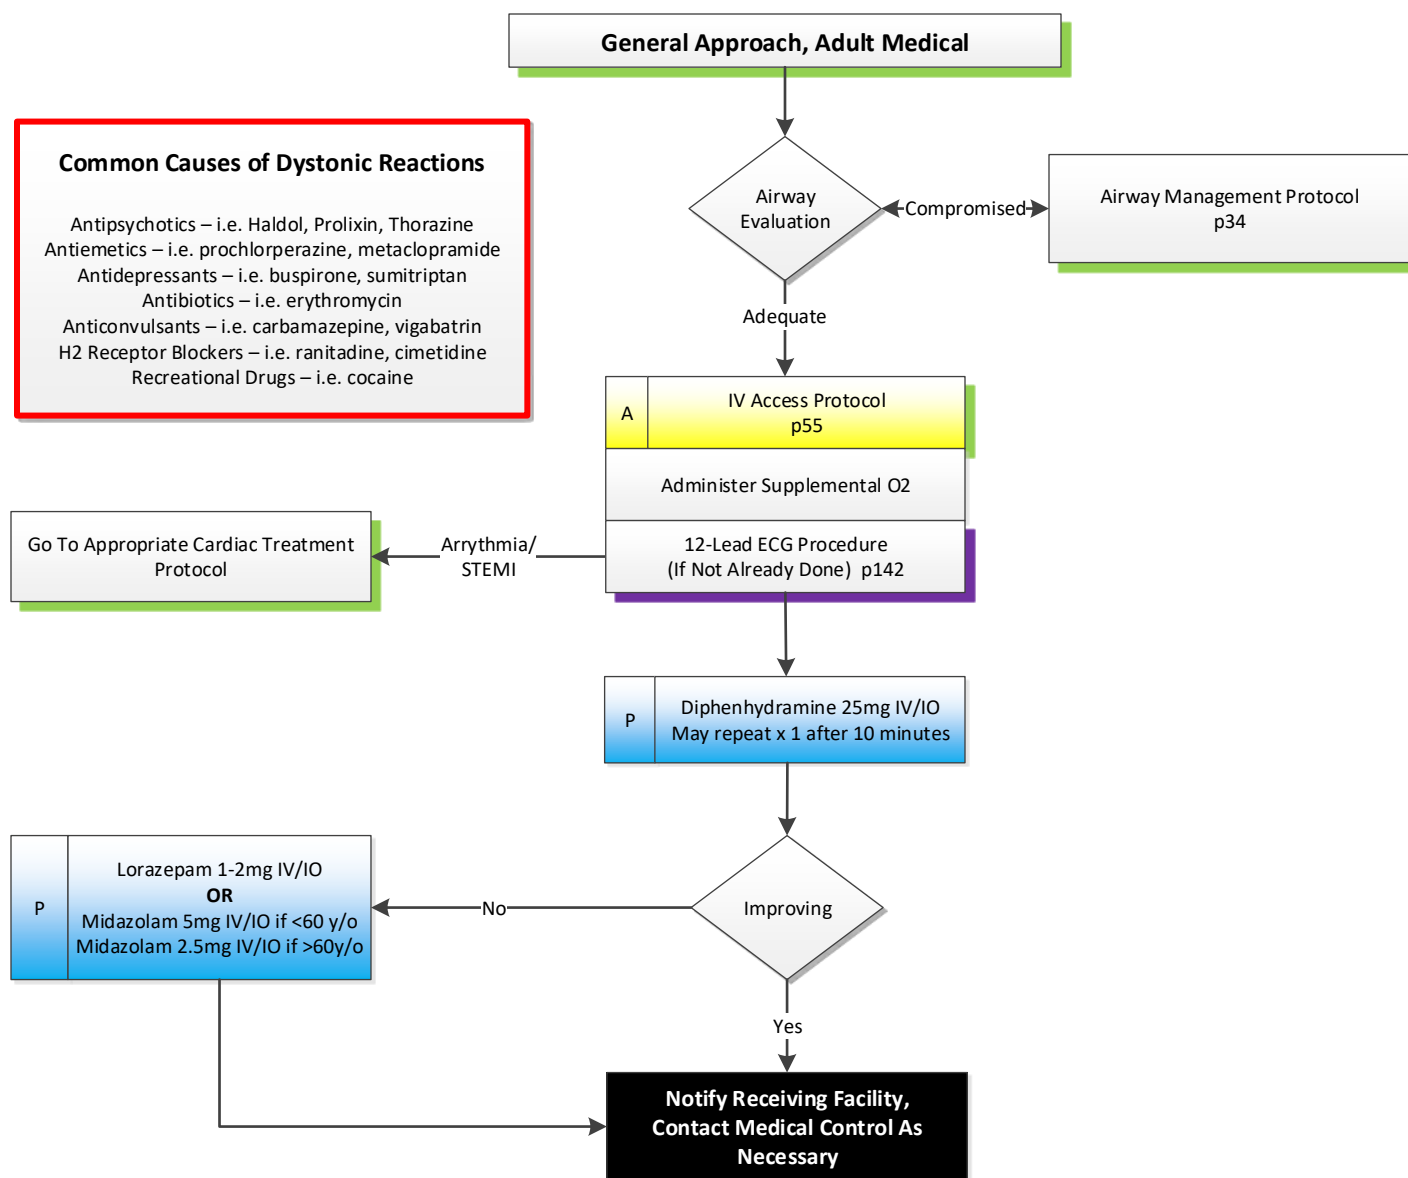 General Approach, Adult Medical
Common Causes of Dystonic Reactions
Antipsychotics – i.e. Haldol, Prolixin, Thorazine
Antiemetics – i.e. prochlorperazine, metaclopramide
Antidepressants – i.e. buspirone, sumitriptan
Antibiotics – i.e. erythromycin
Anticonvulsants – i.e. carbamazepine, vigabatrin
H2 Receptor Blockers – i.e. ranitadine, cimetidine
Recreational Drugs – i.e. cocaine
Airway
Evaluation
Compromised
Airway Management Protocol
p34
Adequate
A
IV Access Protocol
p55
Administer Supplemental O2
12-Lead ECG Procedure
(If Not Already Done) p142
Arrythmia/
STEMI
Go To Appropriate Cardiac Treatment
Protocol
P
Diphenhydramine 25mg IV/IO
May repeat x 1 after 10 minutes
Improving
No
P
Lorazepam 1-2mg IV/IO
OR
Midazolam 5mg IV/IO if <60 y/o
Midazolam 2.5mg IV/IO if >60y/o
Yes
Notify Receiving Facility,
Contact Medical Control As
Necessary